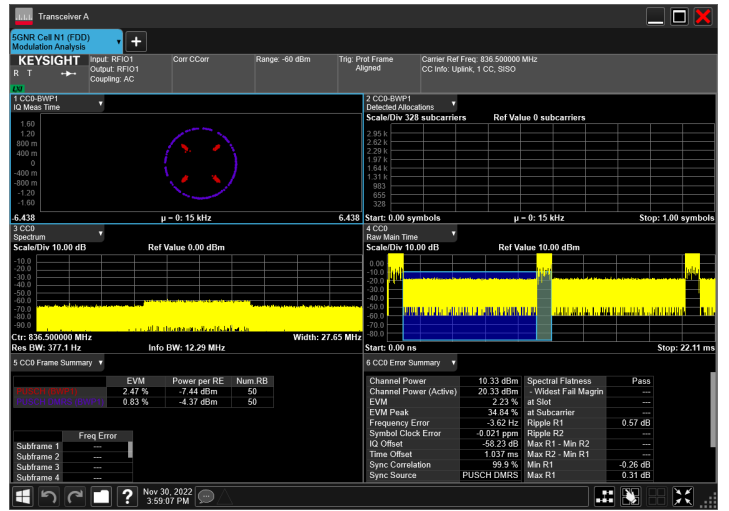 Transceiver A
5GNR Cell N1 (FDD)
Modulation Analysis
KEYSIGHT
R T
LXI
Input: RFIO1
Output: RFIO1
Coupling: AC
Corr CCorr
Range: -60 dBm
Trig: Prot Frame
Aligned
Carrier Ref Freq: 836.500000 MHz
CC Info: Uplink, 1 CC, SISO
1 CC0-BWP1
IQ Meas Time
1.60
1.20
800 m
400 m
0
-400 m
-800 m
-1.20
-1.60
-6.438 μ = 0: 15 kHz 6.438
2 CC0-BWP1
Detected Allocations
Scale/Div 328 subcarriers Ref Value 0 subcarriers
2.95 k
2.62 k
2.29 k
1.97 k
1.64 k
1.31 k
983
655
328
Start: 0.00 symbols μ = 0: 15 kHz Stop: 1.00 symbols
3 CC0
Spectrum
Scale/Div 10.00 dB Ref Value 0.00 dBm
-10.0
-20.0
-30.0
-40.0
-50.0
-60.0
-70.0
-80.0
-90.0
Ctr: 836.500000 MHz Width: 27.65 MHz
Res BW: 377.1 Hz Info BW: 12.29 MHz
4 CC0
Raw Main Time
Scale/Div 10.00 dB Ref Value 10.00 dBm
0.00
-10.0
-20.0
-30.0
-40.0
-50.0
-60.0
-70.0
-80.0
Start: 0.00 ns Stop: 22.11 ms
5 CC0 Frame Summary
EVM Power per RE Num.RB
PUSCH (BWP1) 2.47 % -7.44 dBm 50
0.83 % -4.37 dBm 50
Freq Error
Subframe 1 ---
Subframe 2 ---
Subframe 3 ---
Subframe 4 ---
6 CC0 Error Summary
Channel Power 10.33 dBm Spectral Flatness Pass
Channel Power (Active) 20.33 dBm - Widest Fail Magrin ---
EVM 2.23 % at Slot ---
EVM Peak 34.84 % at Subcarrier ---
Frequency Error -3.62 Hz Ripple R1 0.57 dB
Symbol Clock Error -0.021 ppm Ripple R2 ---
IQ Offset -58.23 dB Max R1 - Min R2 ---
Time Offset 1.037 ms Max R2 - Min R1 ---
Sync Correlation 99.9 % Min R1 -0.26 dB
Sync Source PUSCH DMRS Max R1 0.31 dB
Nov 30, 2022
3:59:07 PM